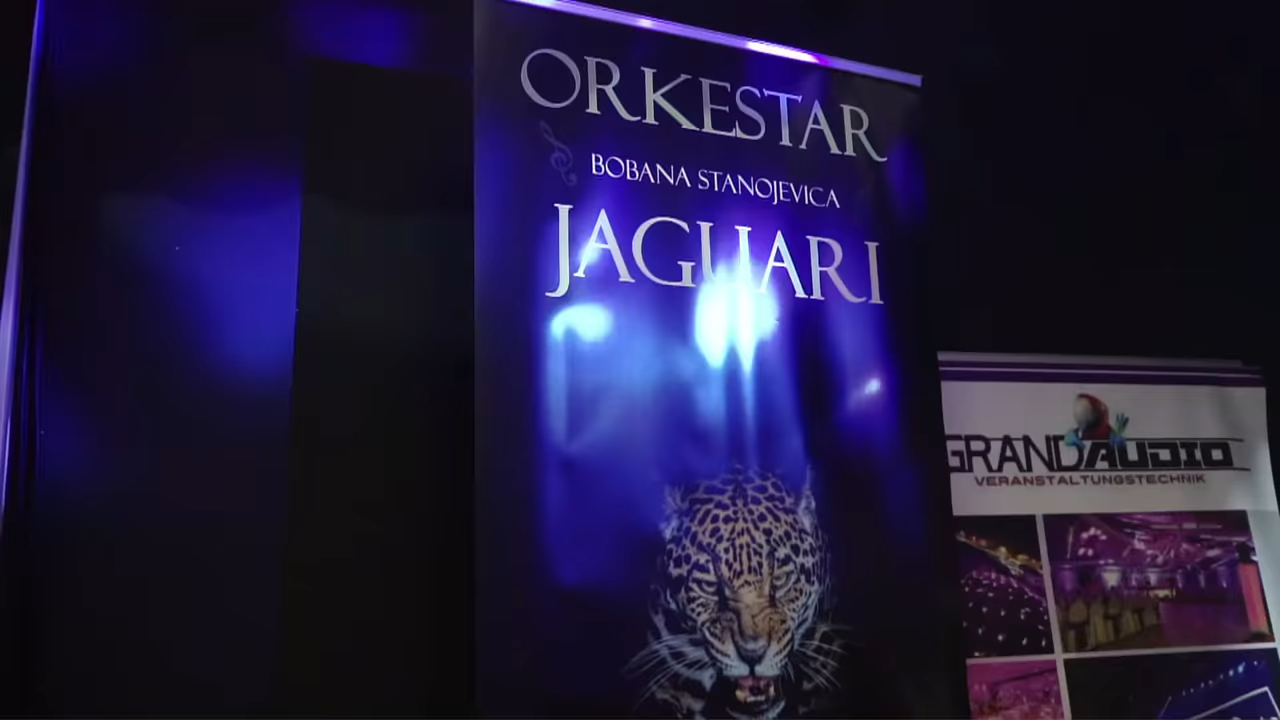 ORKESTAR
BOBANA STANOJEVICA
JAGUARI
GRANDAUDIO
VERANSTALTUNGSTECHNIK